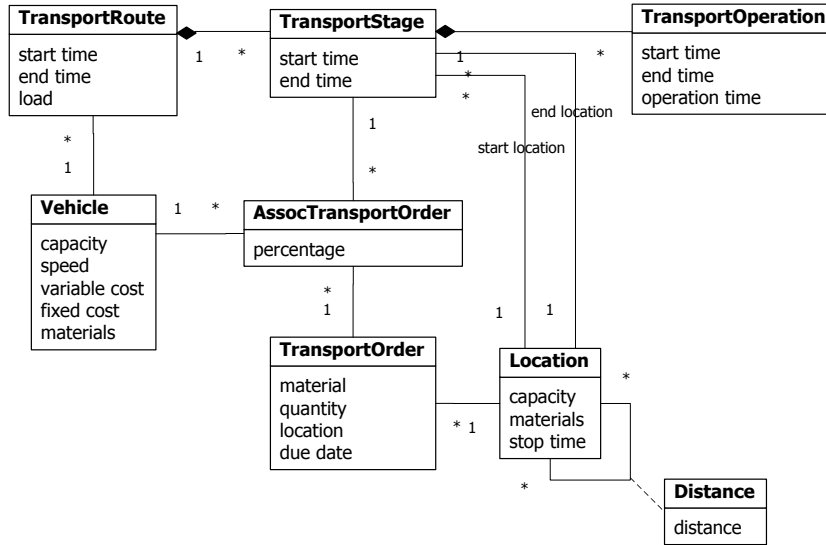 TransportRoute
start time
end time
load
1
*
TransportStage
start time
end time
1
*
TransportOperation
start time
end time
operation time
*
*
end location
start location
*
1
1
*
Vehicle
capacity
speed
variable cost
fixed cost
materials
1
*
AssocTransportOrder
percentage
*
1
1
1
TransportOrder
material
quantity
location
due date
* 1
Location
capacity
materials
stop time
*
*
Distance
distance